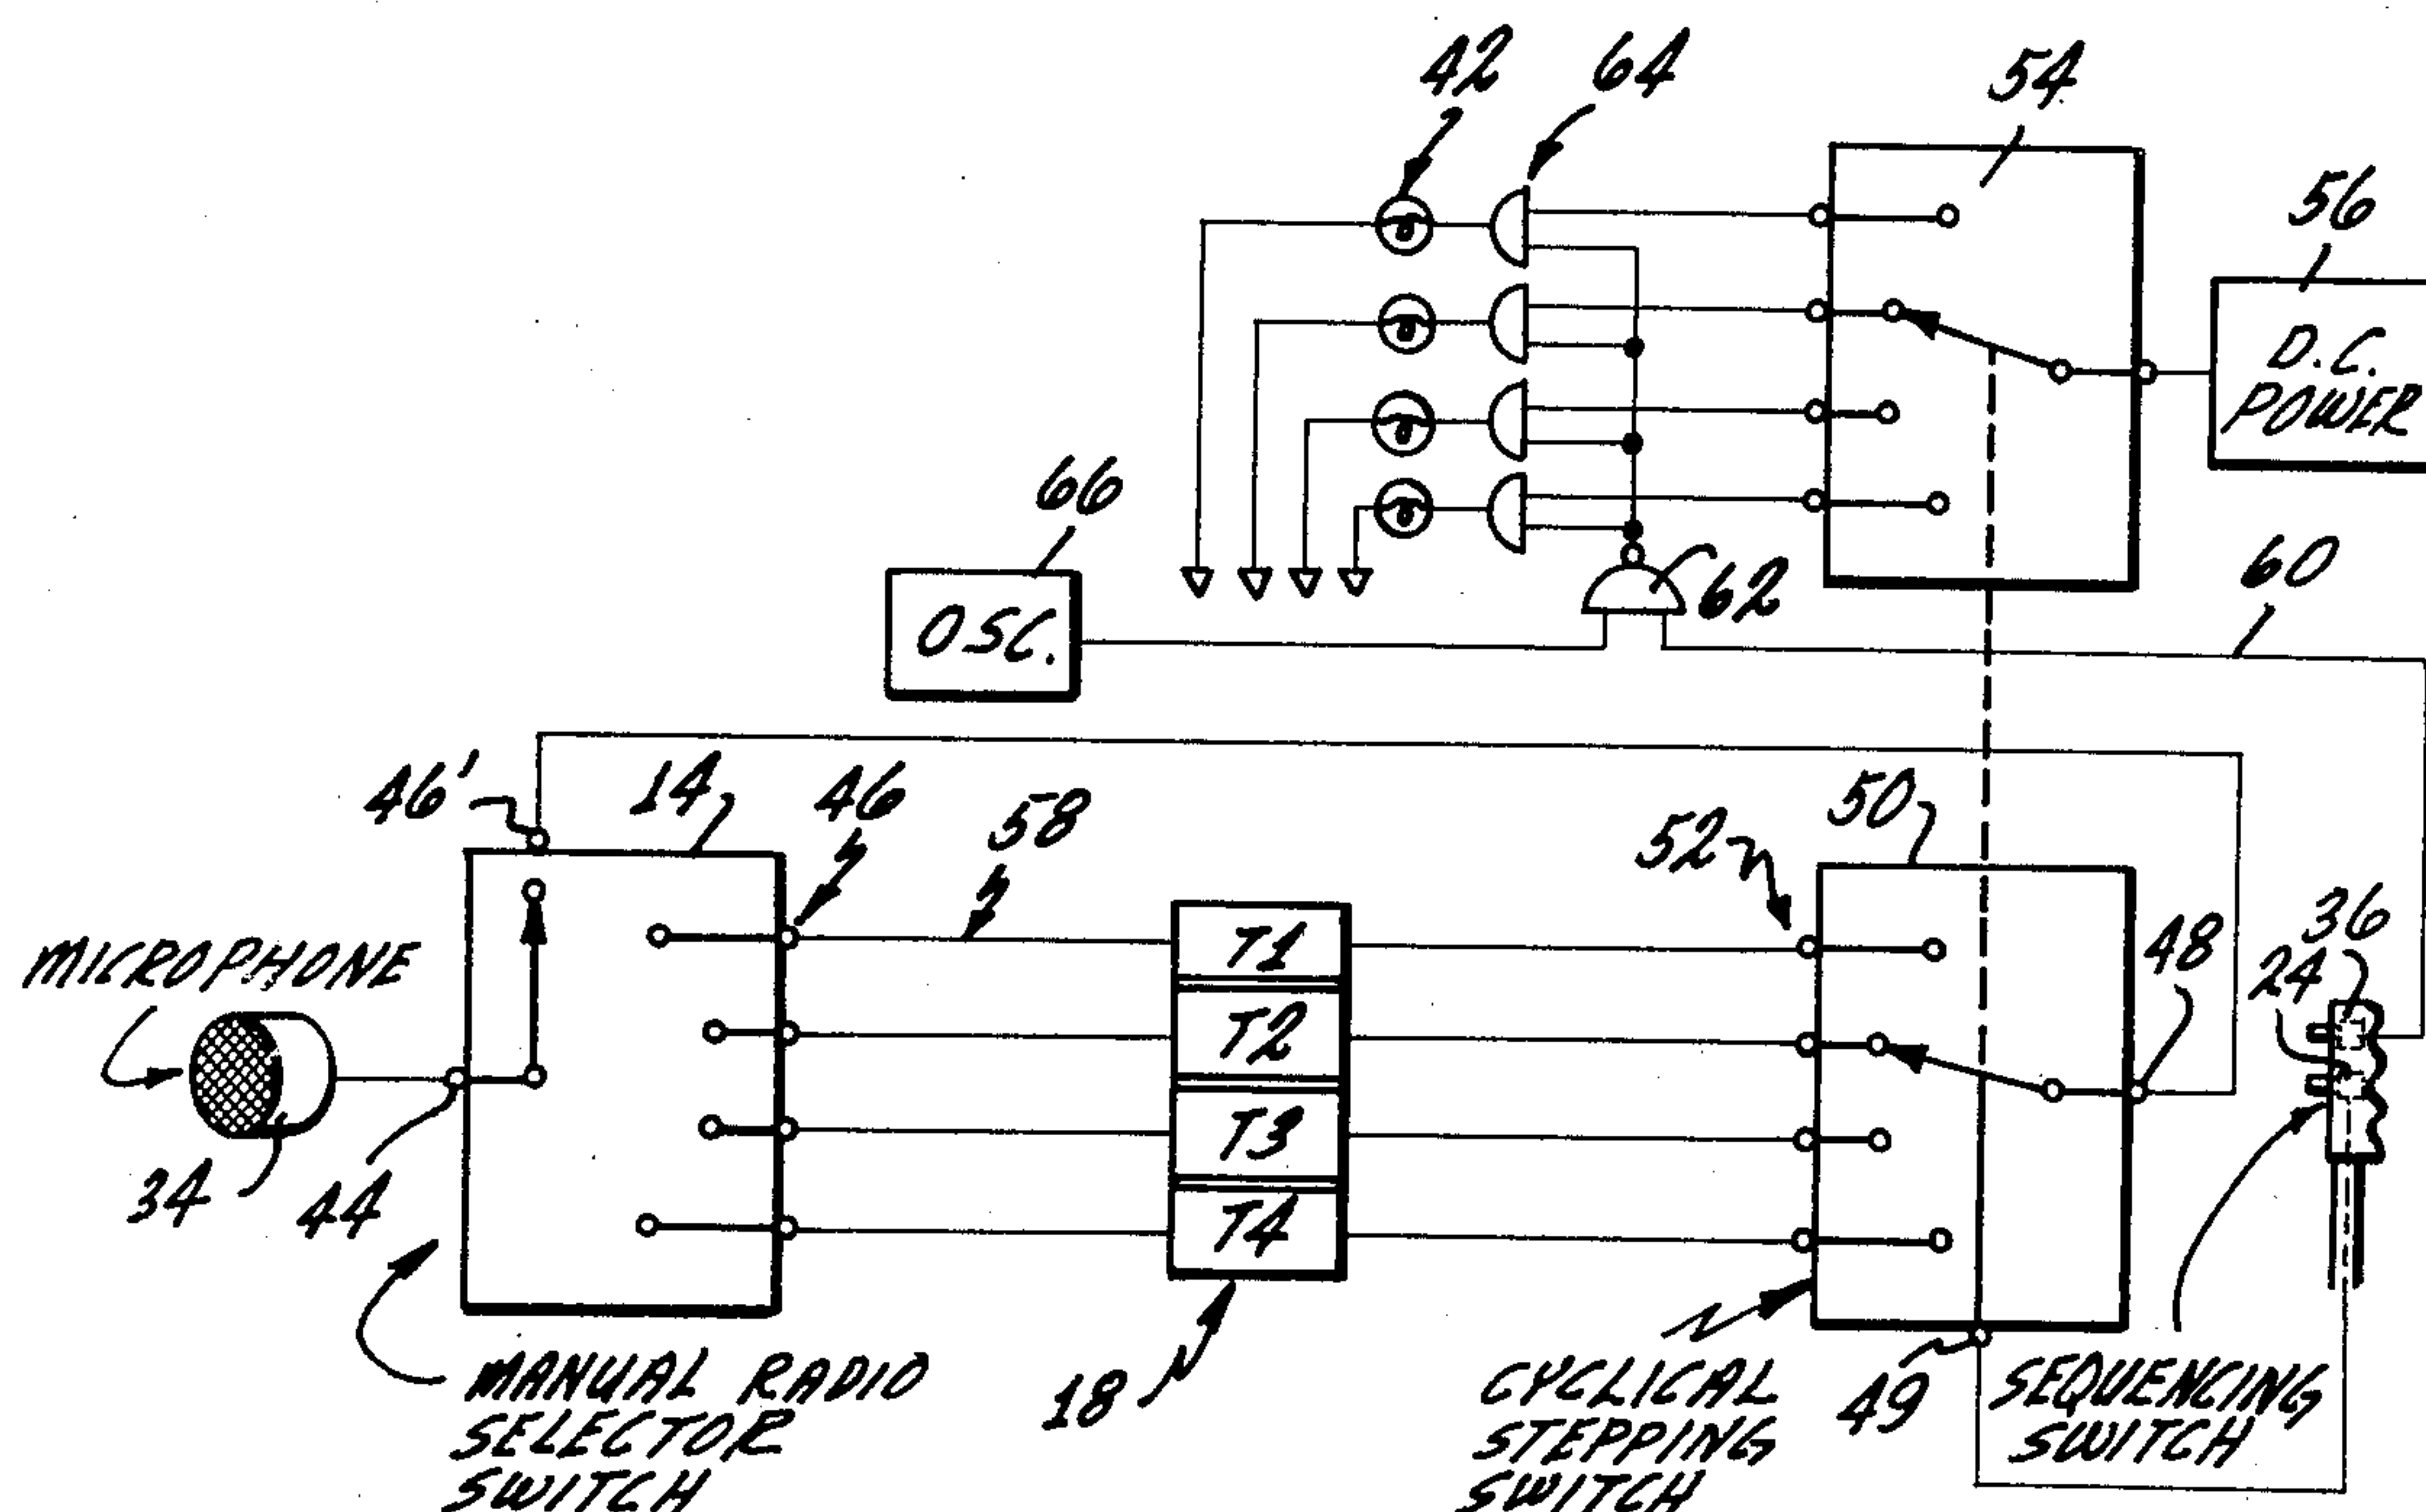 42
64
54
56
D.C.
POWER
66
OSC.
62
60
46'
14
46
58
52
50
48
36
24
MICROPHONE
T1
T2
T3
T4
34
44
MANUAL RADIO
SELECTOR
SWITCH
18
CYCLICAL
STEPPING
SWITCH
49
SEQUENCING
SWITCH